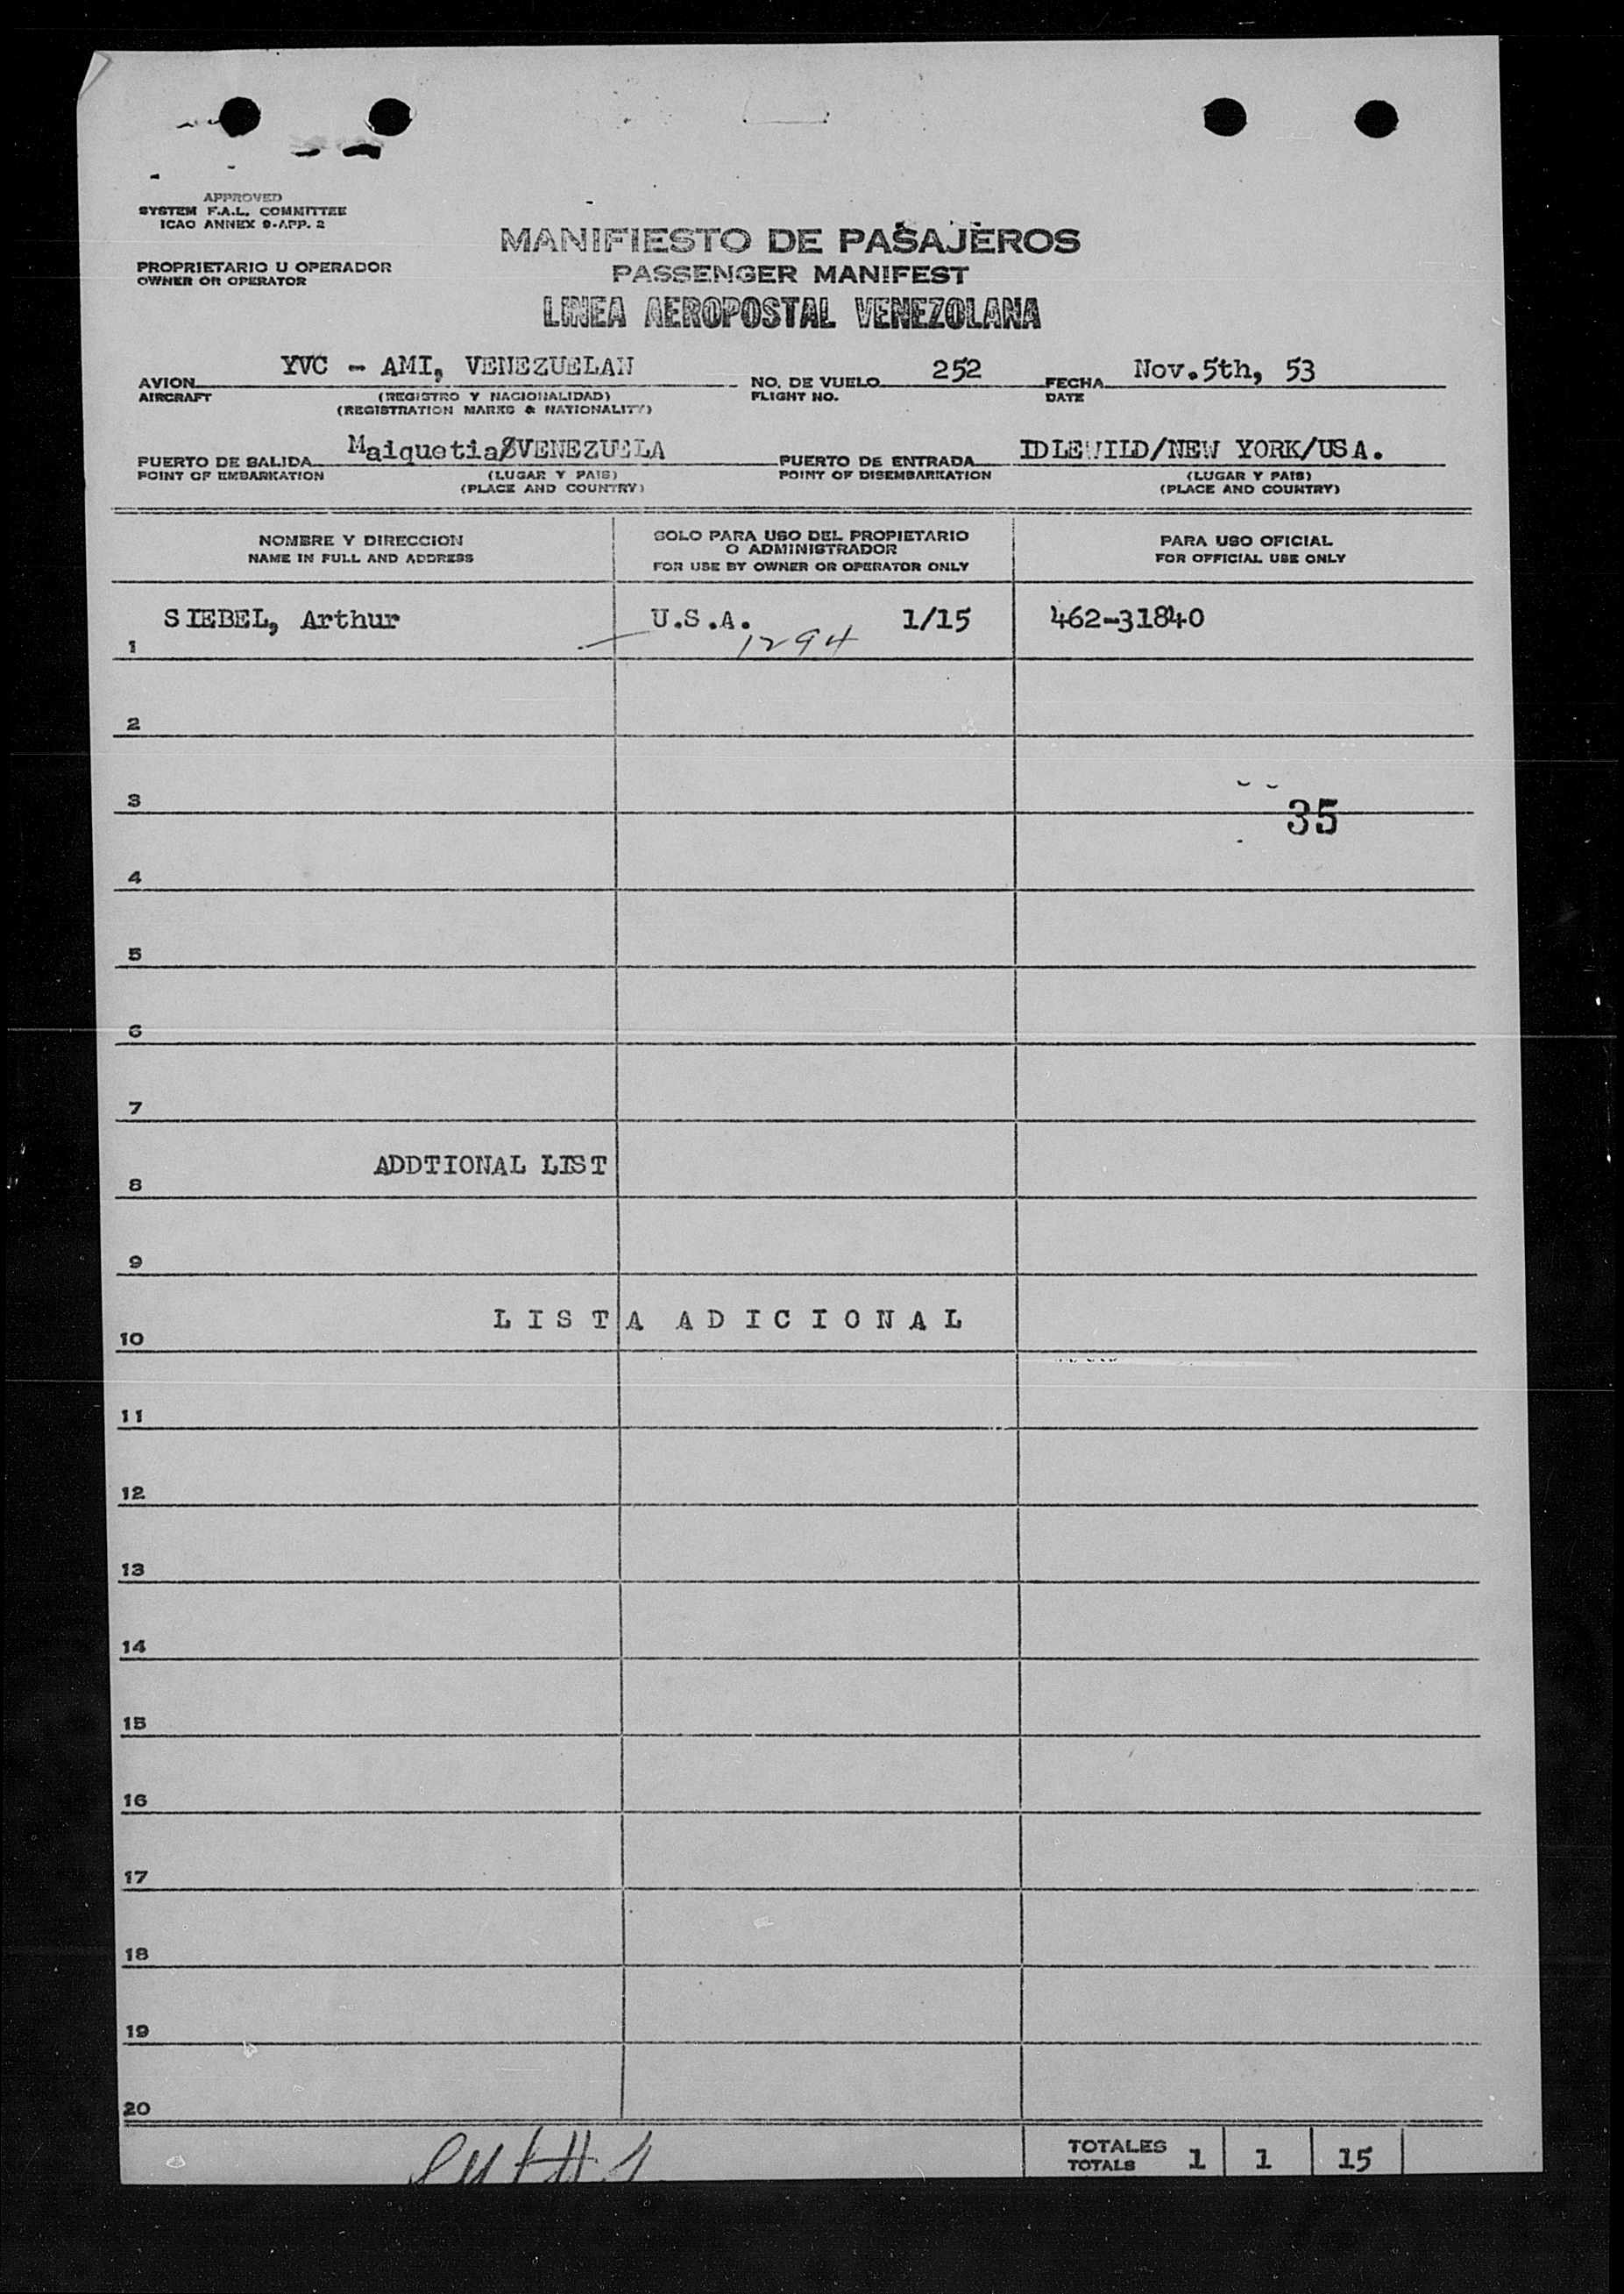 APPROVED
SYSTEM F.A.L. COMMITTEE
ICAO ANNEX 9-APP. 2
MANIFIESTO DE PASAJEROS
PROPRIETARIO U OPERADOR
OWNER OR OPERATOR
PASSENGER MANIFEST
LINEA AEROPOSTAL VENEZOLANA
AVION YVC - AMI, VENEZUELAN NO. DE VUELO 252 FECHA Nov.5th, 53
AIRCRAFT (REGISTRO Y NACIONALIDAD) FLIGHT NO. DATE
(REGISTRATION MARKS & NATIONALITY)
PUERTO DE SALIDA Maiquetia/VENEZUELA PUERTO DE ENTRADA IDLEWILD/NEW YORK/USA.
POINT OF EMBARKATION (LUGAR Y PAIS) POINT OF DISEMBARKATION (LUGAR Y PAIS)
(PLACE AND COUNTRY) (PLACE AND COUNTRY)
NOMBRE Y DIRECCION
NAME IN FULL AND ADDRESS
SOLO PARA USO DEL PROPIETARIO
O ADMINISTRADOR
FOR USE BY OWNER OR OPERATOR ONLY
PARA USO OFICIAL
FOR OFFICIAL USE ONLY
1 SIEBEL, Arthur U.S.A. 1/15 462-31840
1294
2
3
35
4
5
6
7
8 ADDTIONAL LIST
9
10 LISTA ADICIONAL
11
12
13
14
15
16
17
18
19
20
TOTALES
TOTALS 1 1 15